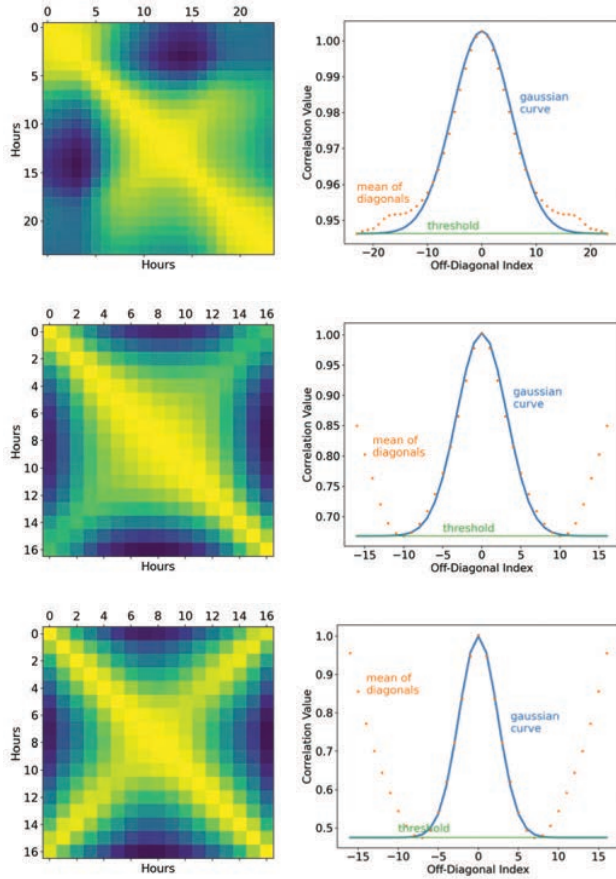 0 5 10 15 20
0
5
10
15
20
Hours
Hours
1.00
0.99
0.98
0.97
0.96
0.95
Correlation Value
gaussian
curve
mean of
diagonals
threshold
−20 −10 0 10 20
Off-Diagonal Index
0 2 4 6 8 10 12 14 16
0
2
4
6
8
10
12
14
16
Hours
Hours
1.00
0.95
0.90
0.85
0.80
0.75
0.70
Correlation Value
gaussian
curve
mean of
diagonals
threshold
−15 −10 −5 0 5 10 15
Off-Diagonal Index
0 2 4 6 8 10 12 14 16
0
2
4
6
8
10
12
14
16
Hours
Hours
1.0
0.9
0.8
0.7
0.6
0.5
Correlation Value
mean of
diagonals
gaussian
curve
threshold
−15 −10 −5 0 5 10 15
Off-Diagonal Index